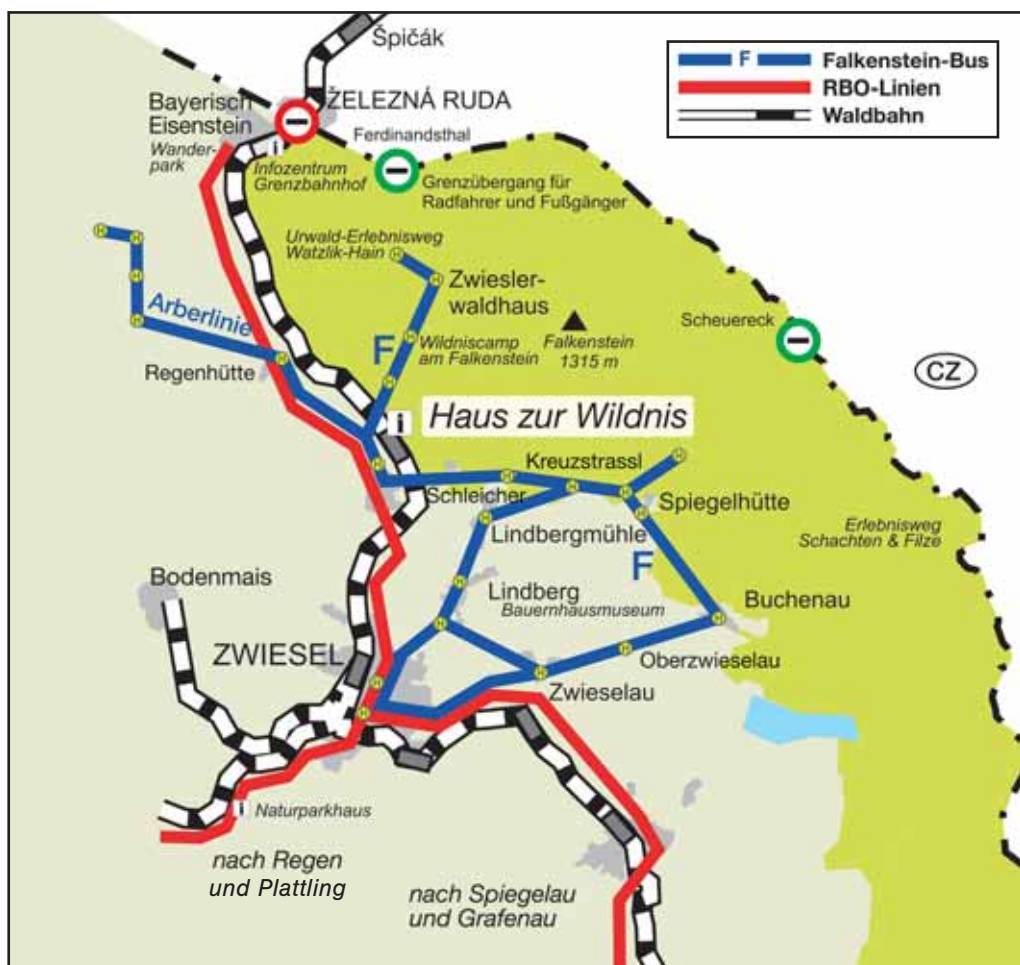 Špičák
F
Falkenstein-Bus
RBO-Linien
Waldbahn
Bayerisch
Eisenstein
ŽELEZNÁ RUDA
Wander-
park
i
Infozentrum
Grenzbahnhof
Ferdinandsthal
Grenzübergang für
Radfahrer und Fußgänger
H
H
H
H
Arberlinie
Urwald-Erlebnisweg
Watzlik-Hain
H
H
Zwiesler-
waldhaus
F
H
Wildniscamp
am Falkenstein
Falkenstein
1315 m
Scheuereck
CZ
H
Regenhütte
H
i
Haus zur Wildnis
H
H
Kreuzstrassl
H
Schleicher
H
H
Spiegelhütte
H
H
Lindbergmühle
F
Erlebnisweg
Schachten & Filze
Bodenmais
H
Lindberg
Bauernhausmuseum
H
H
Buchenau
ZWIESEL
H
Oberzwieselau
H
Zwieselau
H
H
i
Naturparkhaus
nach Regen
und Plattling
nach Spiegelau
und Grafenau